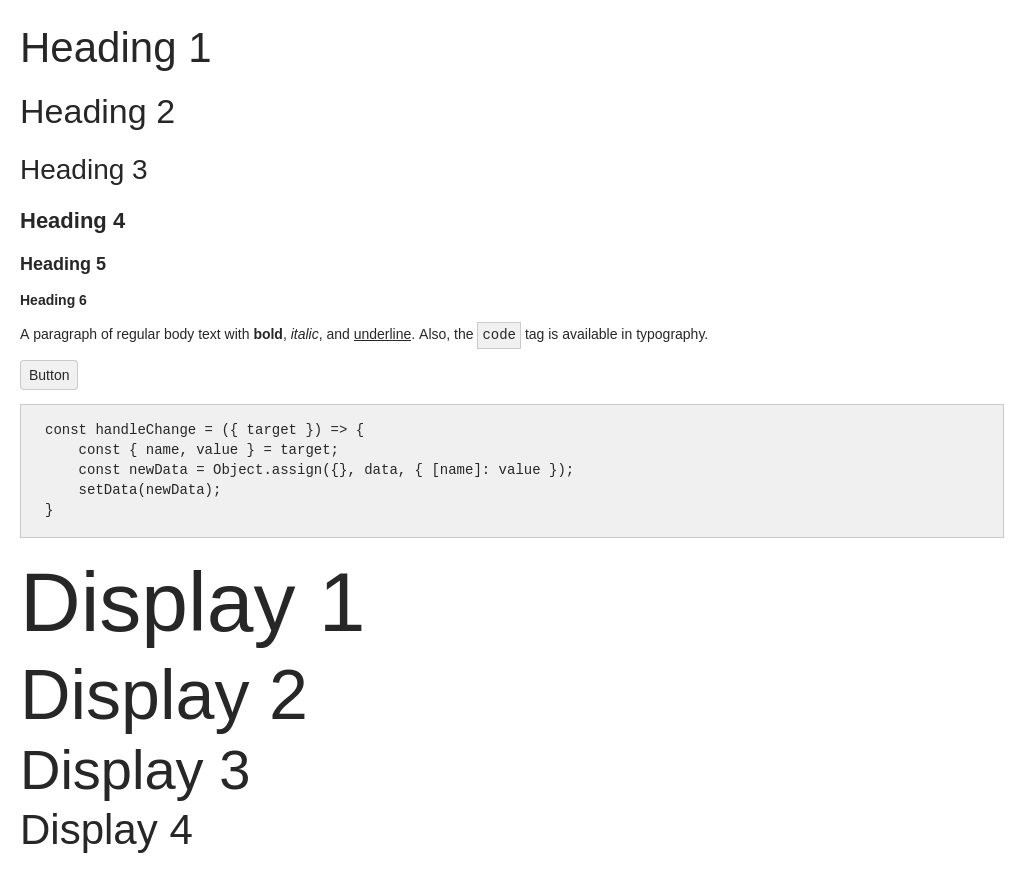 Heading 1
Heading 2
Heading 3
Heading 4
Heading 5
Heading 6
A paragraph of regular body text with bold, italic, and underline. Also, the code tag is available in typography.
Button
const handleChange = ({ target }) => {
    const { name, value } = target;
    const newData = Object.assign({}, data, { [name]: value });
    setData(newData);
}
Display 1
Display 2
Display 3
Display 4